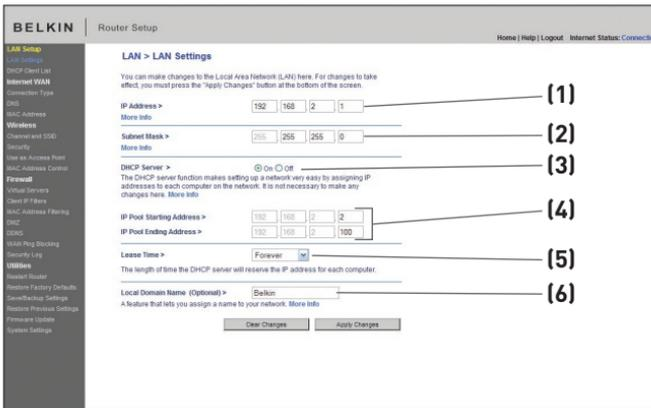 BELKIN
Router Setup
Home | Help | Logout Internet Status: Connecti
LAN Setup
LAN Settings
DHCP Client List
Internet WAN
Connection Type
DNS
MAC Address
Wireless
Channel and SSID
Security
Use as Access Point
MAC Address Control
Firewall
Virtual Servers
Client IP Filters
MAC Address Filtering
DMZ
DDNS
WAN Ping Blocking
Security Log
Utilities
Restart Router
Restore Factory Defaults
Save/Backup Settings
Restore Previous Settings
Firmware Update
System Settings
LAN > LAN Settings
You can make changes to the Local Area Network (LAN) here. For changes to take
effect, you must press the "Apply Changes" button at the bottom of the screen.
IP Address > 192 . 168 . 2 . 1 (1)
More Info
Subnet Mask > 255 . 255 . 255 . 0 (2)
More Info
DHCP Server > On Off (3)
The DHCP server function makes setting up a network very easy by assigning IP
addresses to each computer on the network. It is not necessary to make any
changes here. More Info
IP Pool Starting Address > 192 . 168 . 2 . 2
(4)
IP Pool Ending Address > 192 . 168 . 2 . 100
Lease Time > Forever (5)
The length of time the DHCP server will reserve the IP address for each computer.
Local Domain Name (Optional) > Belkin (6)
A feature that lets you assign a name to your network. More Info
Clear Changes Apply Changes